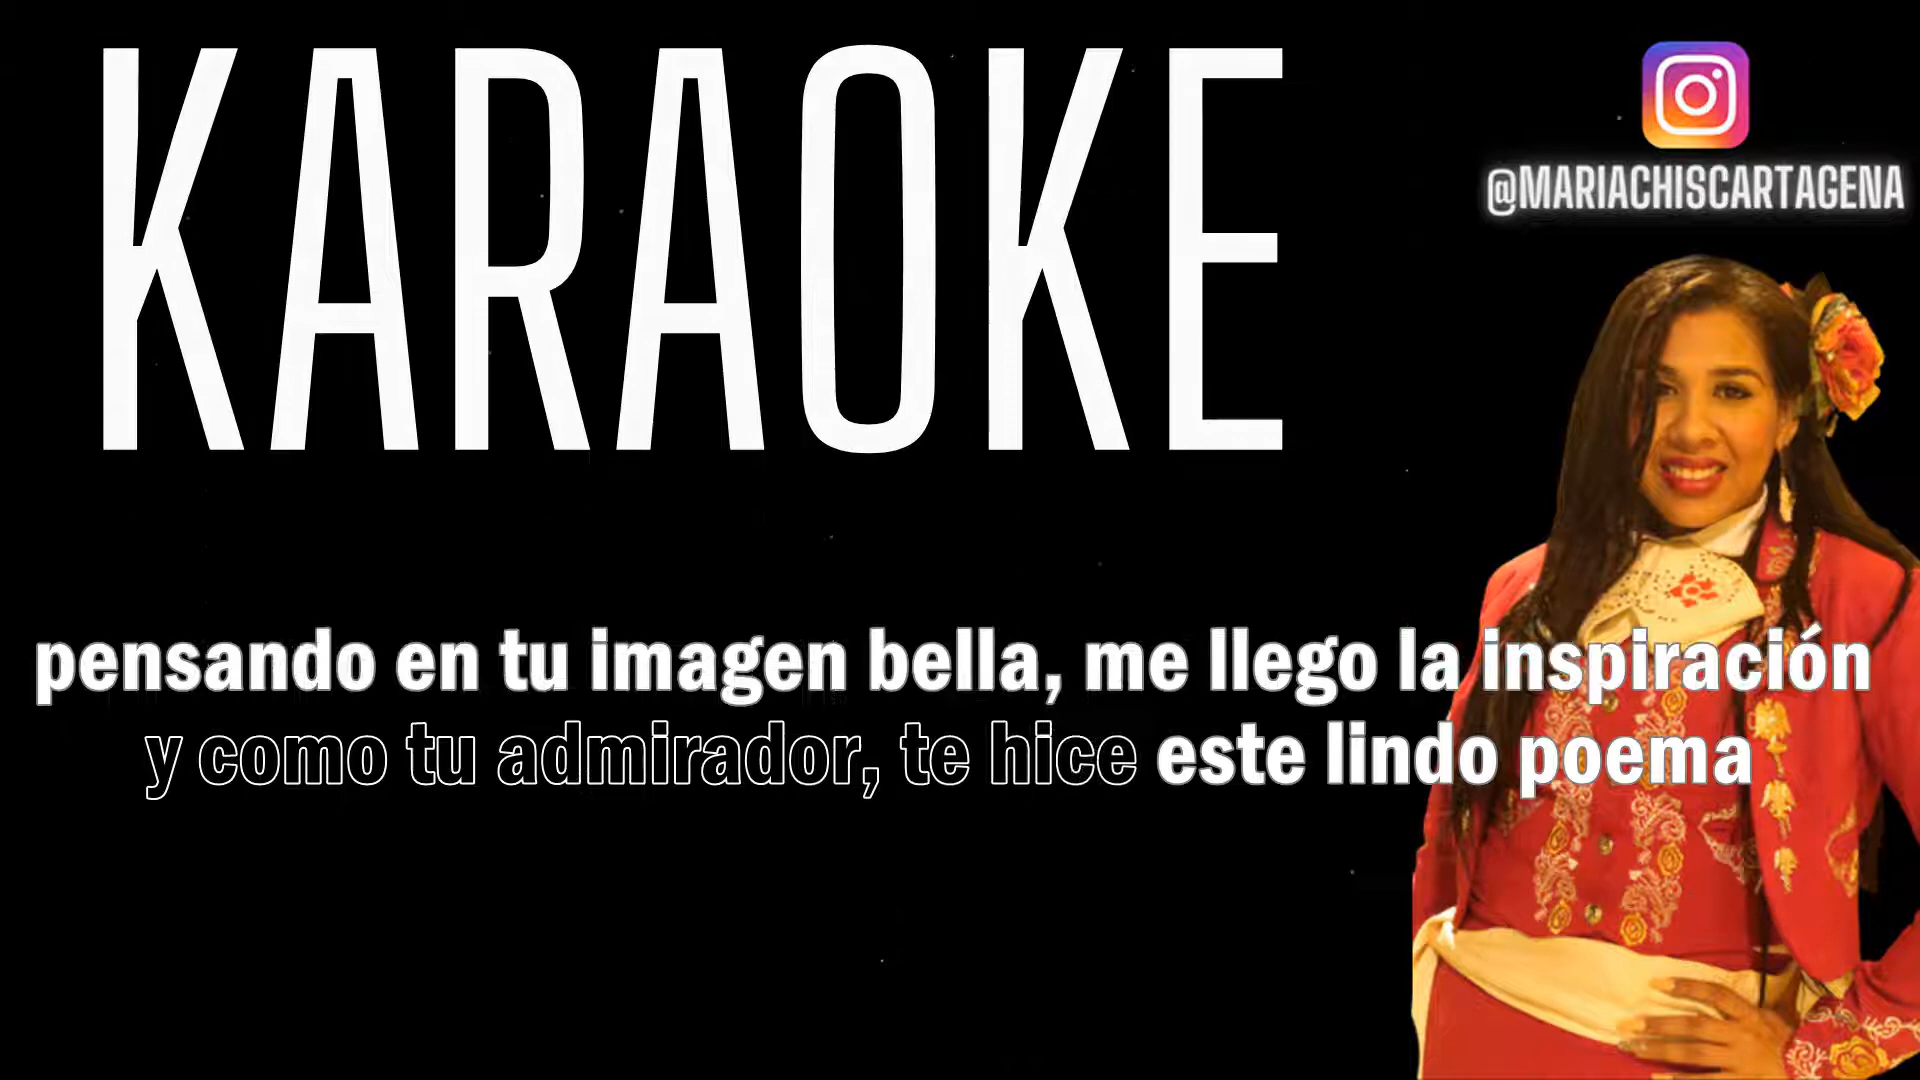 KARAOKE
@MARIACHISCARTAGENA
pensando en tu imagen bella, me llego la inspiración
y como tu admirador, te hice este lindo poema